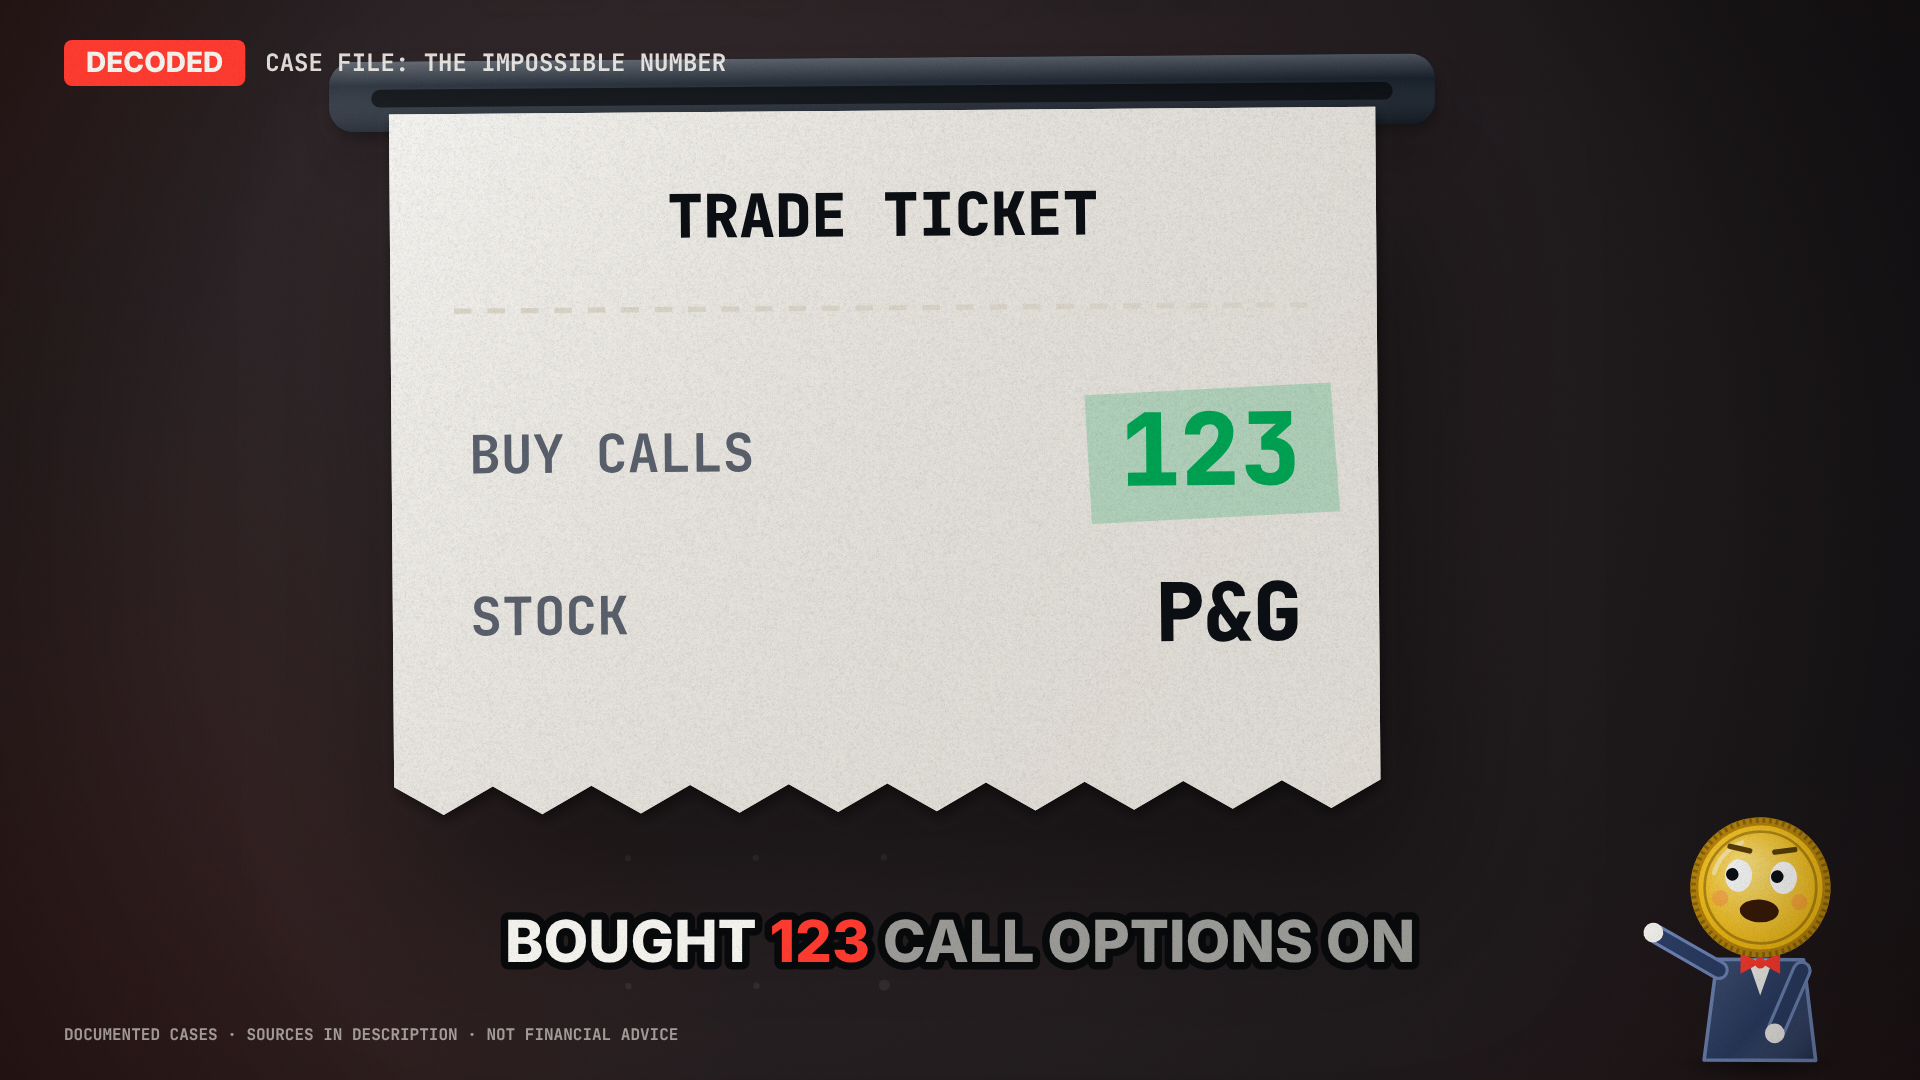 DECODED CASE FILE: THE IMPOSSIBLE NUMBER
TRADE TICKET
BUY CALLS 123
STOCK P&G
BOUGHT 123 CALL OPTIONS ON
DOCUMENTED CASES · SOURCES IN DESCRIPTION · NOT FINANCIAL ADVICE